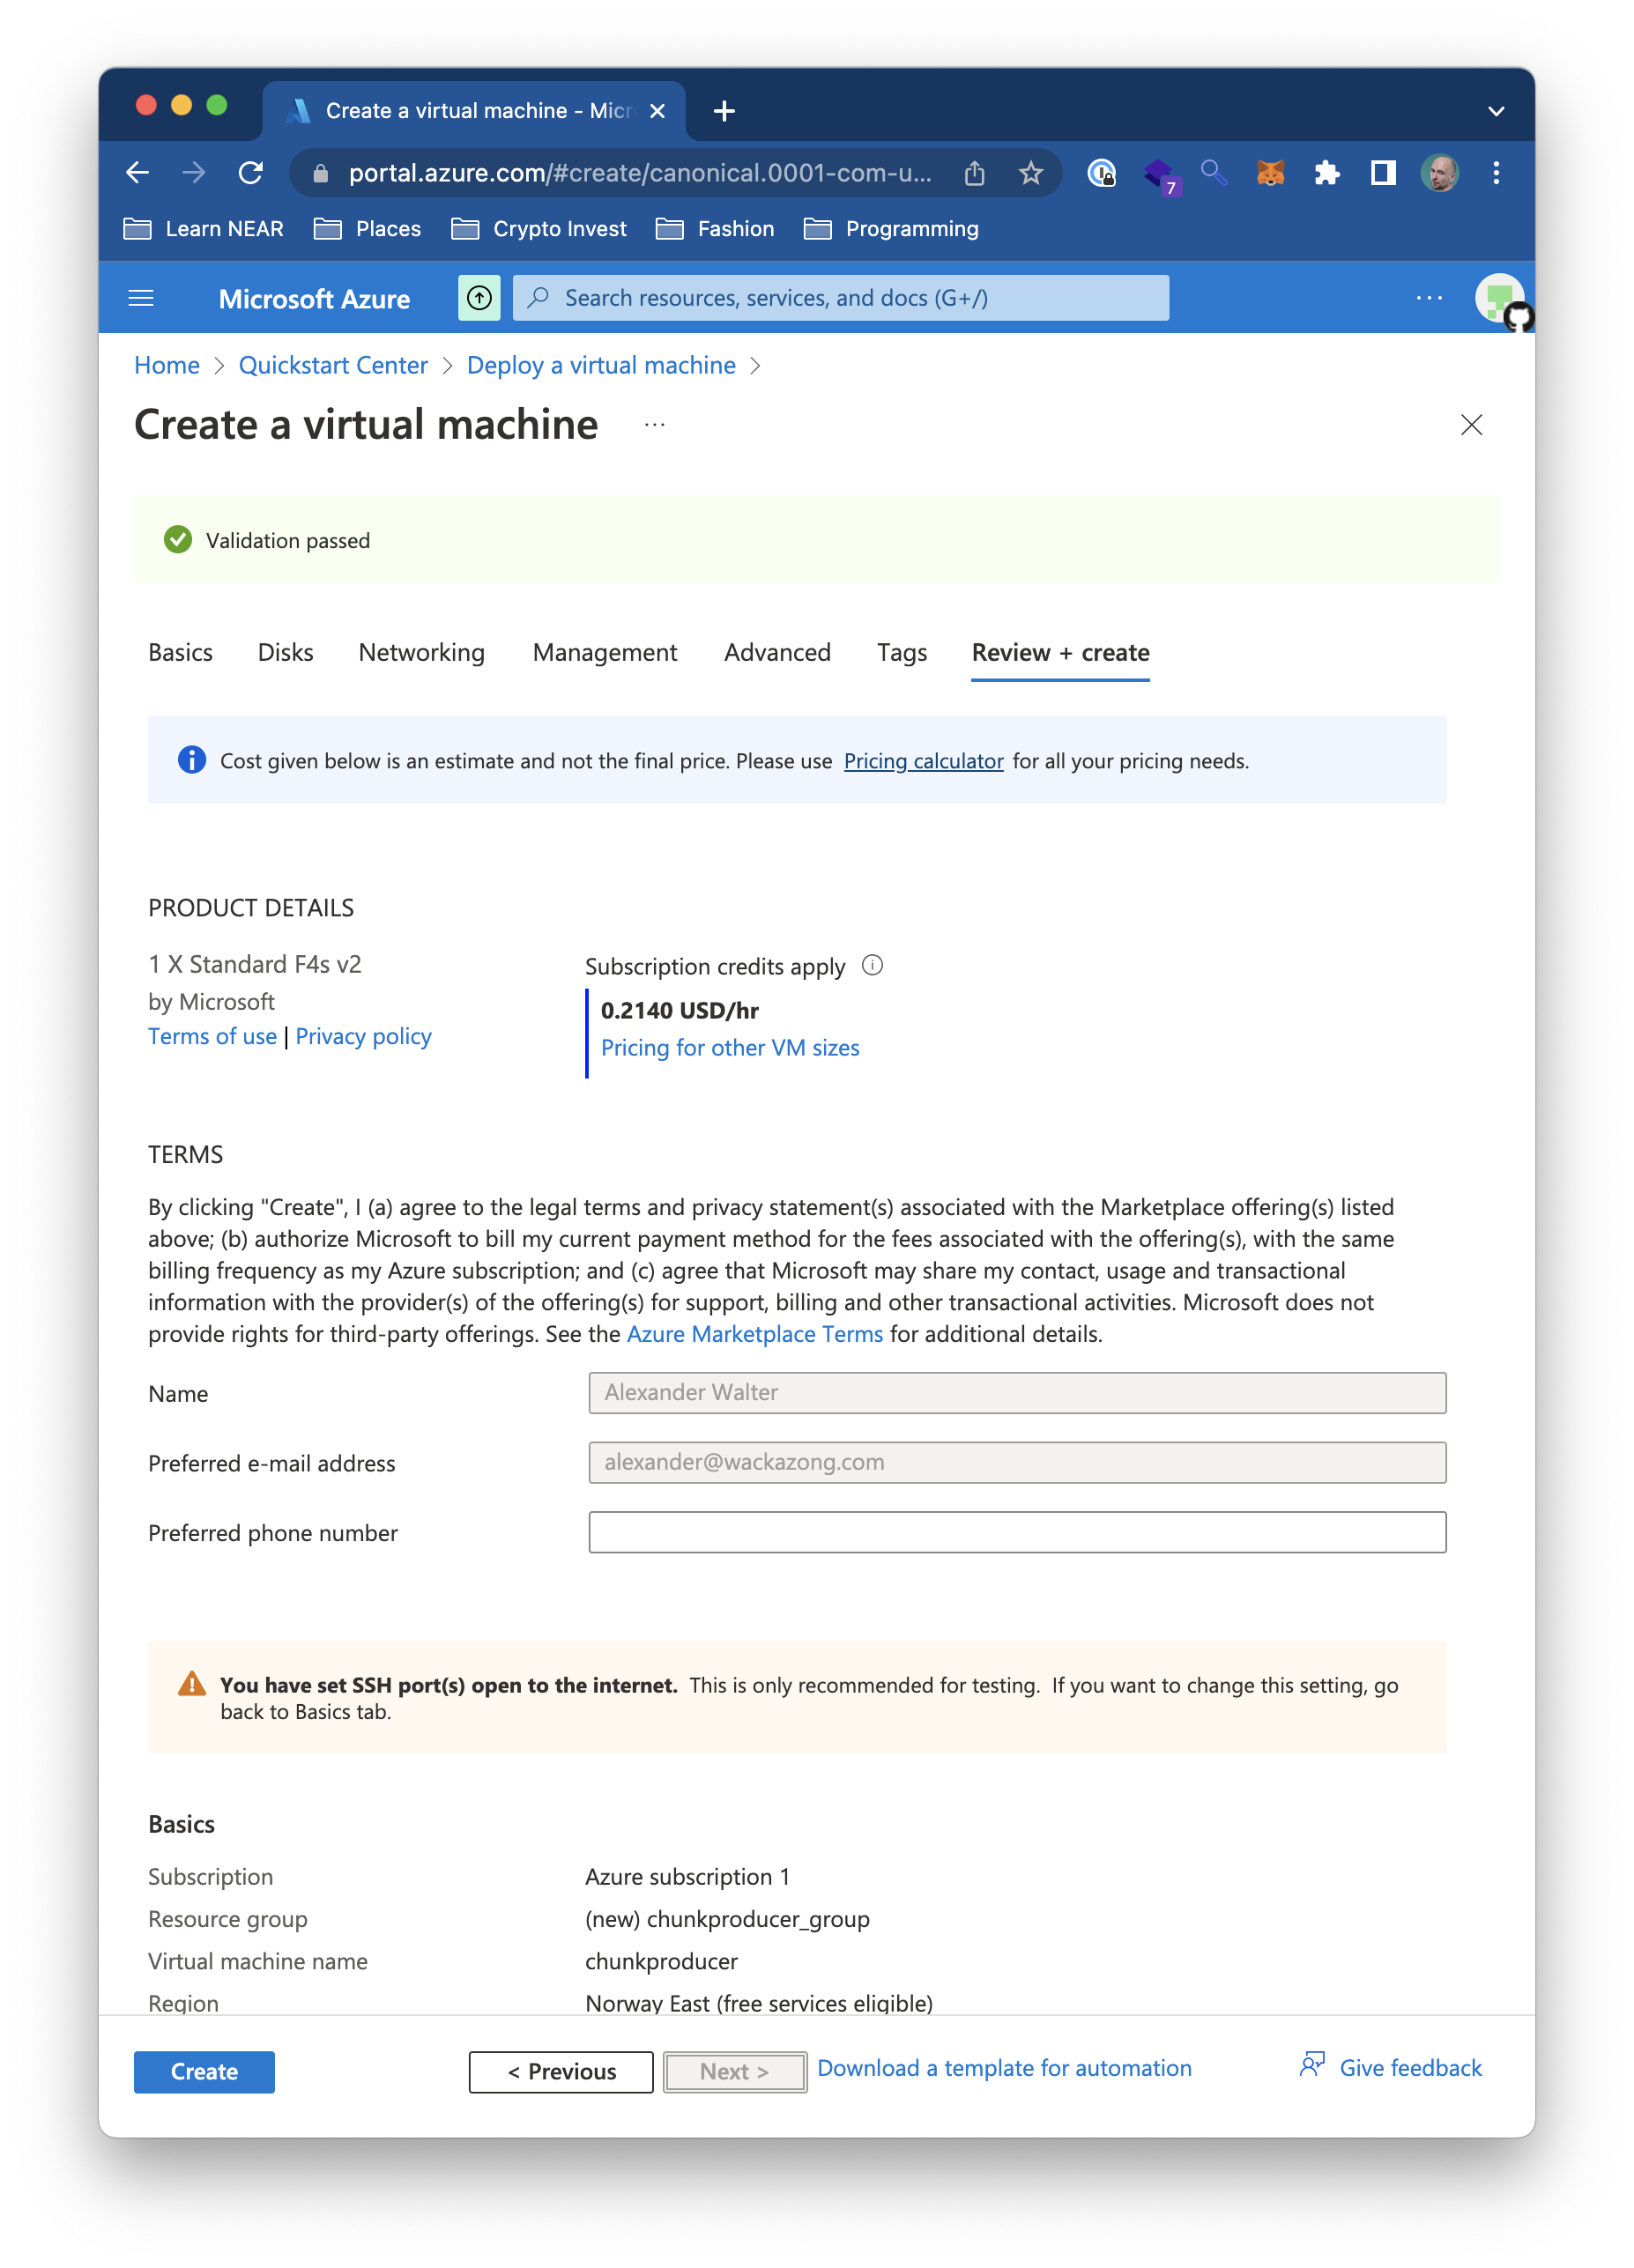 Create a virtual machine - Micr
portal.azure.com/#create/canonical.0001-com-u...
7
Learn NEAR Places Crypto Invest Fashion Programming
Microsoft Azure Search resources, services, and docs (G+/)
Home > Quickstart Center > Deploy a virtual machine >
Create a virtual machine ...
Validation passed
Basics Disks Networking Management Advanced Tags Review + create
Cost given below is an estimate and not the final price. Please use Pricing calculator for all your pricing needs.
PRODUCT DETAILS
1 X Standard F4s v2
by Microsoft
Terms of use | Privacy policy
Subscription credits apply
0.2140 USD/hr
Pricing for other VM sizes
TERMS
By clicking "Create", I (a) agree to the legal terms and privacy statement(s) associated with the Marketplace offering(s) listed
above; (b) authorize Microsoft to bill my current payment method for the fees associated with the offering(s), with the same
billing frequency as my Azure subscription; and (c) agree that Microsoft may share my contact, usage and transactional
information with the provider(s) of the offering(s) for support, billing and other transactional activities. Microsoft does not
provide rights for third-party offerings. See the Azure Marketplace Terms for additional details.
Name Alexander Walter
Preferred e-mail address alexander@wackazong.com
Preferred phone number
You have set SSH port(s) open to the internet. This is only recommended for testing. If you want to change this setting, go
back to Basics tab.
Basics
Subscription Azure subscription 1
Resource group (new) chunkproducer_group
Virtual machine name chunkproducer
Region Norway East (free services eligible)
Create < Previous Next > Download a template for automation Give feedback